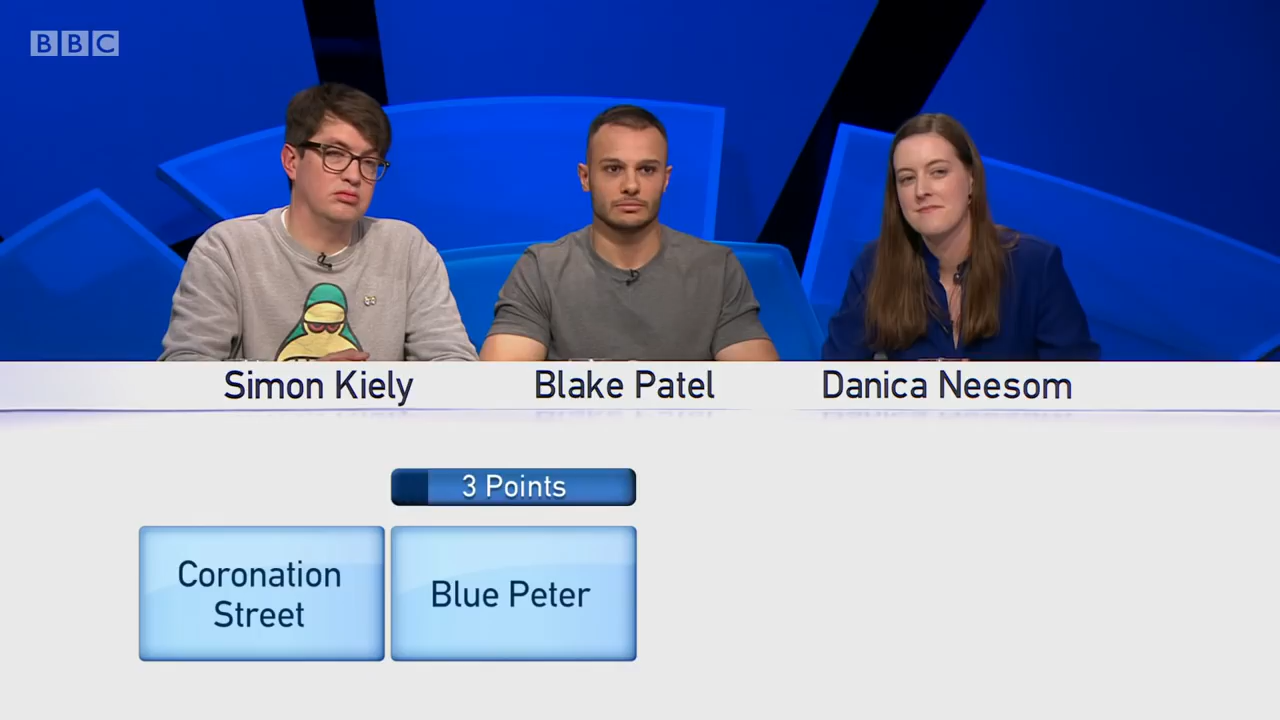 BBC
Simon Kiely
Blake Patel
Danica Neesom
3 Points
Coronation
Street
Blue Peter